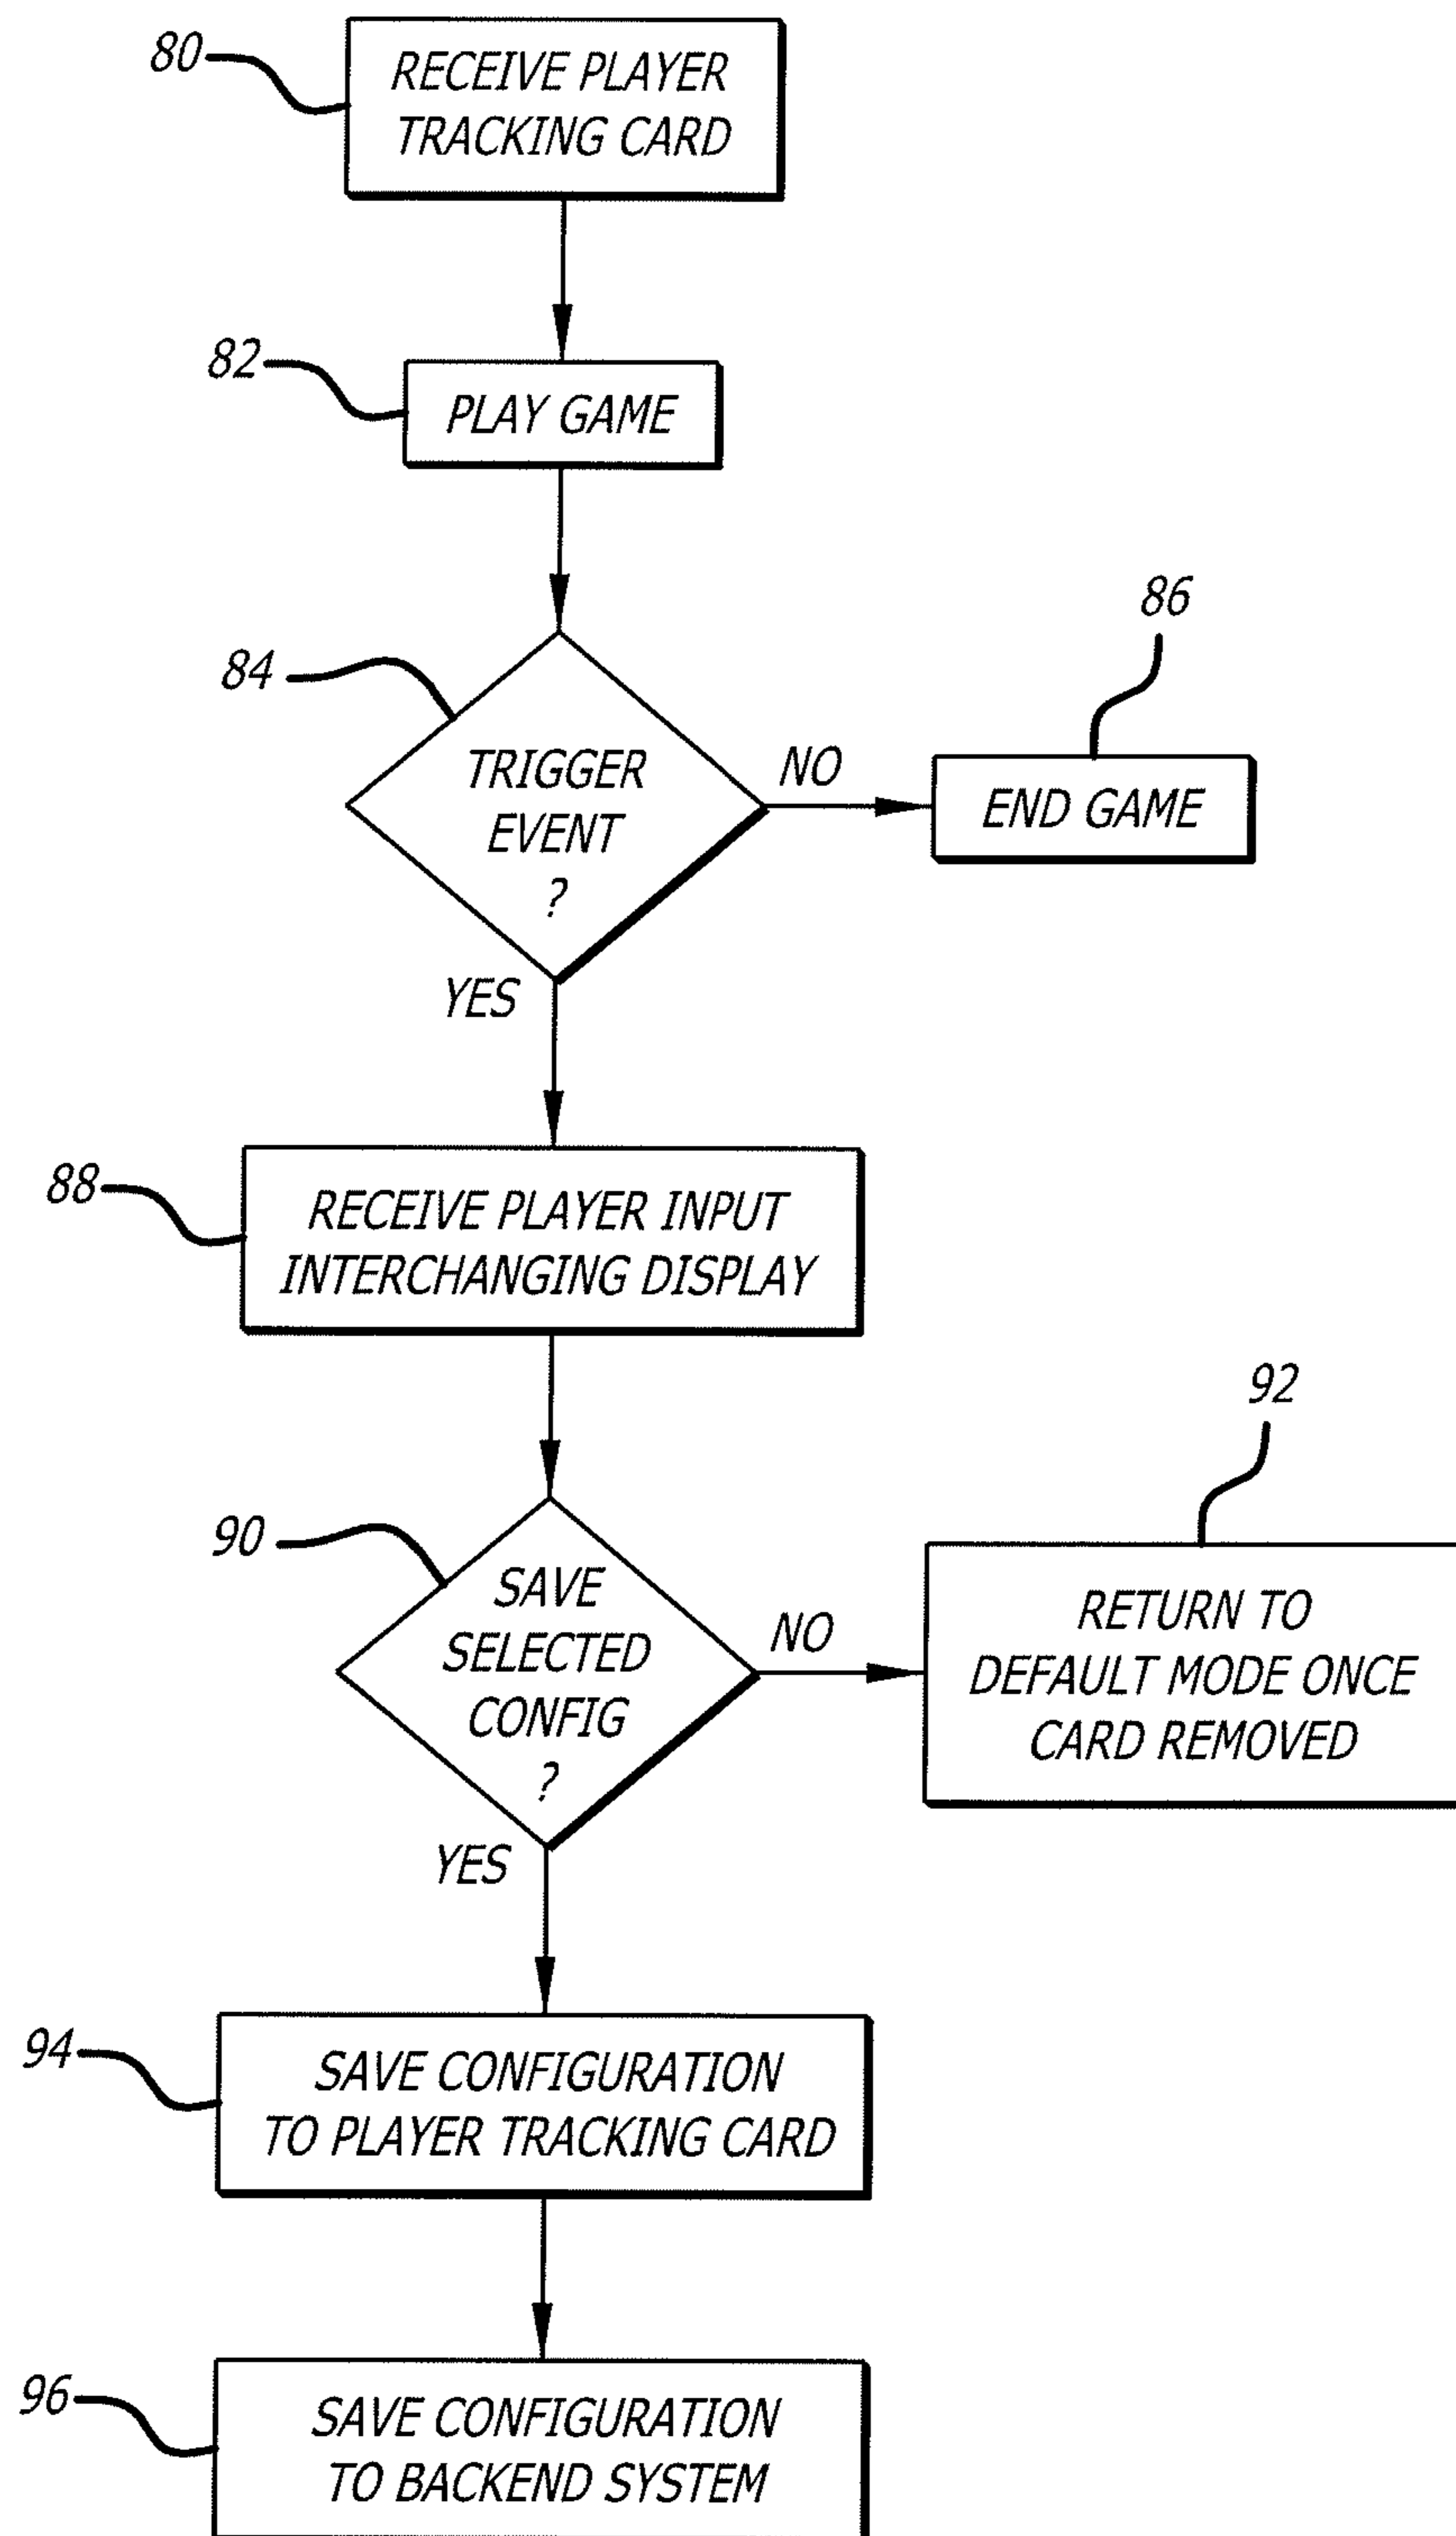 80
RECEIVE PLAYER
TRACKING CARD
82
PLAY GAME
84
TRIGGER
EVENT
?
NO
86
END GAME
YES
88
RECEIVE PLAYER INPUT
INTERCHANGING DISPLAY
90
SAVE
SELECTED
CONFIG
?
NO
92
RETURN TO
DEFAULT MODE ONCE
CARD REMOVED
YES
94
SAVE CONFIGURATION
TO PLAYER TRACKING CARD
96
SAVE CONFIGURATION
TO BACKEND SYSTEM